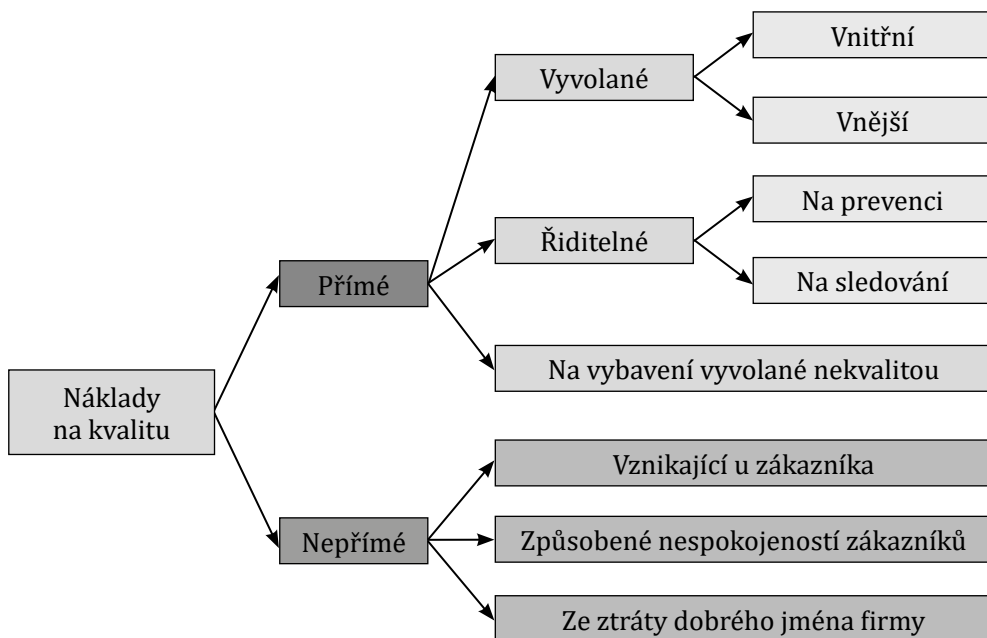 Náklady
na kvalitu
Přímé
Vyvolané
Vnitřní
Vnější
Řiditelné
Na prevenci
Na sledování
Na vybavení vyvolané nekvalitou
Nepřímé
Vznikající u zákazníka
Způsobené nespokojeností zákazníků
Ze ztráty dobrého jména firmy